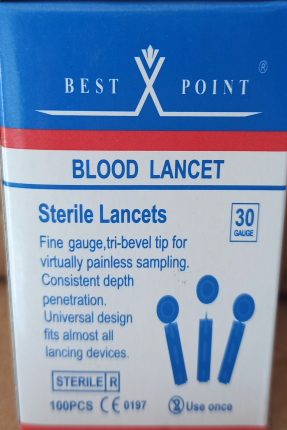 BEST POINT ®
BLOOD LANCET
Sterile Lancets
30
GAUGE
Fine gauge,tri-bevel tip for
virtually painless sampling.
Consistent depth
penetration.
Universal design
fits almost all
lancing devices.
STERILE R
100PCS CE 0197
2 Use once